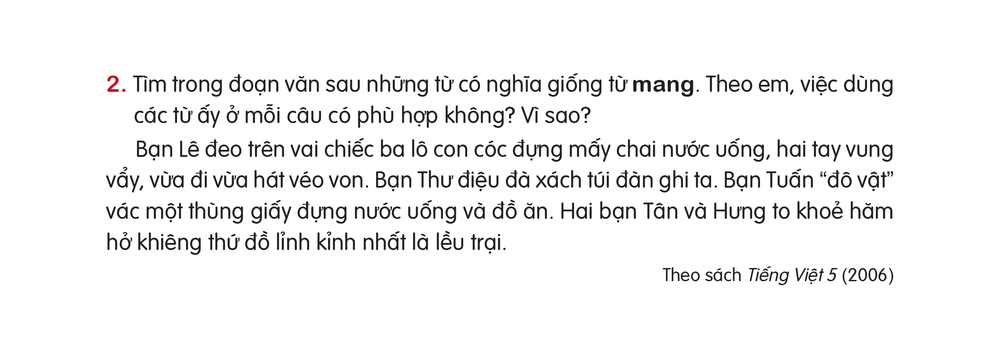 2. Tìm trong đoạn văn sau những từ có nghĩa giống từ mang. Theo em, việc dùng
các từ ấy ở mỗi câu có phù hợp không? Vì sao?
Bạn Lê đeo trên vai chiếc ba lô con cóc đựng mấy chai nước uống, hai tay vung
vẩy, vừa đi vừa hát véo von. Bạn Thư điệu đà xách túi đàn ghi ta. Bạn Tuấn “đô vật”
vác một thùng giấy đựng nước uống và đồ ăn. Hai bạn Tân và Hưng to khoẻ hăm
hở khiêng thứ đồ lỉnh kỉnh nhất là lều trại.
Theo sách Tiếng Việt 5 (2006)